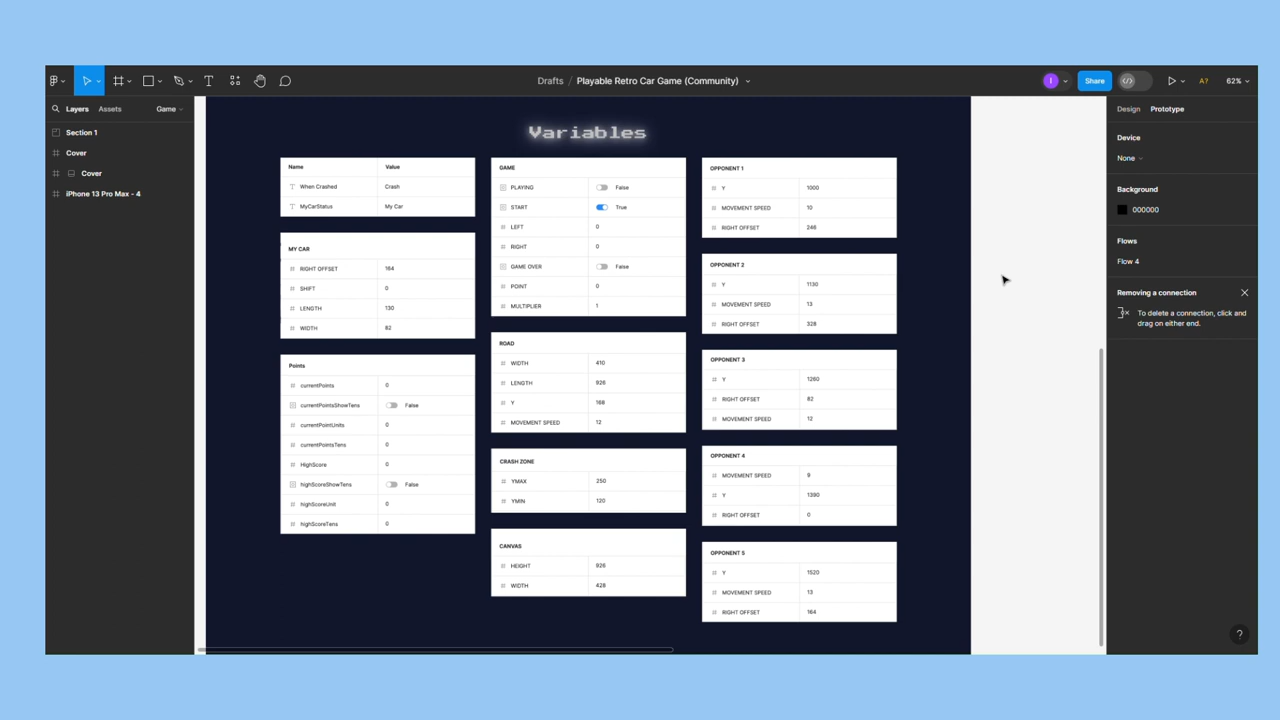 Drafts / Playable Retro Car Game (Community)
Share
A?
62%
Layers Assets Game
Section 1
Cover
Cover
iPhone 13 Pro Max - 4
Variables
Name Value
When Crashed Crash
MyCarStatus My Car
MY CAR
RIGHT OFFSET 164
SHIFT 0
LENGTH 130
WIDTH 82
Points
currentPoints 0
currentPointsShowTens False
currentPointUnits 0
currentPointsTens 0
HighScore 0
highScoreShowTens False
highScoreUnit 0
highScoreTens 0
GAME
PLAYING False
START True
LEFT 0
RIGHT 0
GAME OVER False
POINT 0
MULTIPLIER 1
ROAD
WIDTH 410
LENGTH 926
Y 168
MOVEMENT SPEED 12
CRASH ZONE
YMAX 250
YMIN 120
CANVAS
HEIGHT 926
WIDTH 428
OPPONENT 1
Y 1000
MOVEMENT SPEED 10
RIGHT OFFSET 246
OPPONENT 2
Y 1130
MOVEMENT SPEED 13
RIGHT OFFSET 328
OPPONENT 3
Y 1260
RIGHT OFFSET 82
MOVEMENT SPEED 12
OPPONENT 4
MOVEMENT SPEED 9
Y 1390
RIGHT OFFSET 0
OPPONENT 5
Y 1520
MOVEMENT SPEED 13
RIGHT OFFSET 164
Design Prototype
Device
None
Background
000000
Flows
Flow 4
Removing a connection
To delete a connection, click and
drag on either end.
?